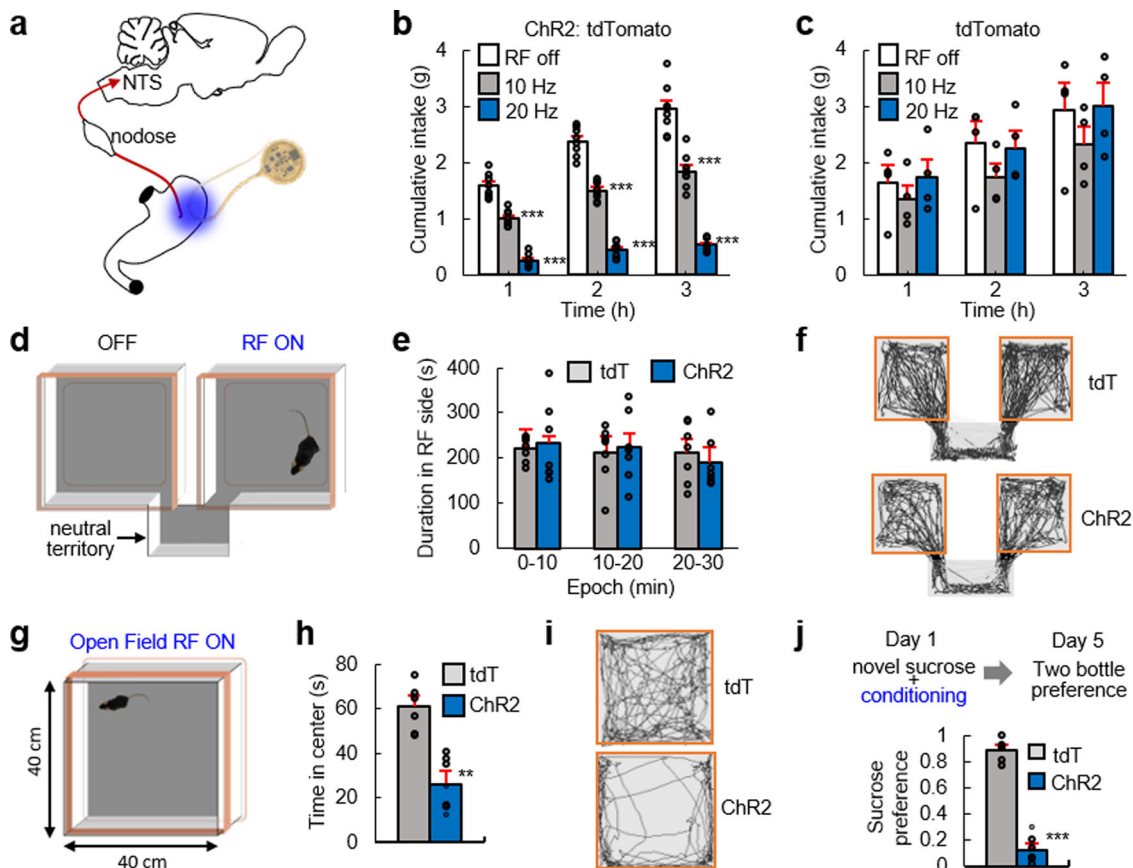 a
NTS
nodose
b
ChR2: tdTomato
Cumulative intake (g)
4
3
2
1
0
RF off
10 Hz
20 Hz
***
***
***
***
***
***
1
2
3
Time (h)
c
tdTomato
Cumulative intake (g)
4
3
2
1
0
RF off
10 Hz
20 Hz
1
2
3
Time (h)
d
OFF
RF ON
neutral
territory
e
Duration in RF side (s)
400
300
200
100
0
tdT
ChR2
0-10
10-20
20-30
Epoch (min)
f
tdT
ChR2
g
Open Field RF ON
40 cm
40 cm
h
Time in center (s)
80
60
40
20
0
tdT
ChR2
**
i
tdT
ChR2
j
Day 1
novel sucrose
+
conditioning
Day 5
Two bottle
preference
Sucrose
preference
1
0.8
0.6
0.4
0.2
0
tdT
ChR2
***